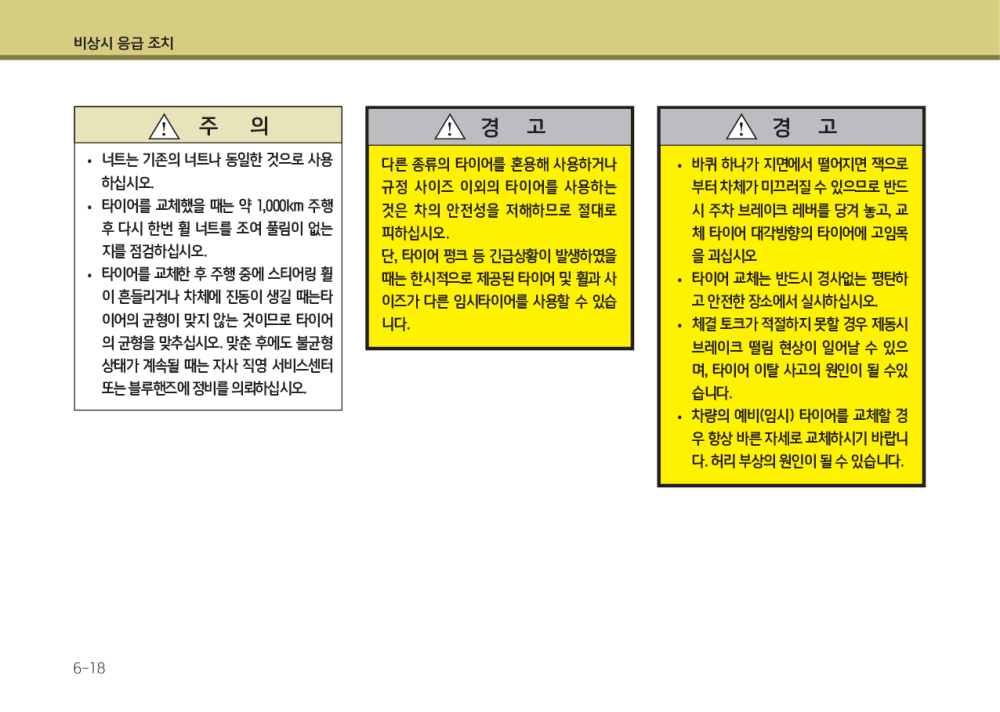 비상시 응급 조치
주 의
• 너트는 기존의 너트나 동일한 것으로 사용
하십시오.
• 타이어를 교체했을 때는 약 1,000km 주행
후 다시 한번 휠 너트를 조여 풀림이 없는
지를 점검하십시오.
• 타이어를 교체한 후 주행 중에 스티어링 휠
이 흔들리거나 차체에 진동이 생길 때는타
이어의 균형이 맞지 않는 것이므로 타이어
의 균형을 맞추십시오. 맞춘 후에도 불균형
상태가 계속될 때는 자사 직영 서비스센터
또는 블루핸즈에 정비를 의뢰하십시오.
경 고
다른 종류의 타이어를 혼용해 사용하거나
규정 사이즈 이외의 타이어를 사용하는
것은 차의 안전성을 저해하므로 절대로
피하십시오.
단, 타이어 펑크 등 긴급상황이 발생하였을
때는 한시적으로 제공된 타이어 및 휠과 사
이즈가 다른 임시타이어를 사용할 수 있습
니다.
경 고
• 바퀴 하나가 지면에서 떨어지면 잭으로
부터 차체가 미끄러질 수 있으므로 반드
시 주차 브레이크 레버를 당겨 놓고, 교
체 타이어 대각방향의 타이어에 고임목
을 괴십시오
• 타이어 교체는 반드시 경사없는 평탄하
고 안전한 장소에서 실시하십시오.
• 체결 토크가 적절하지 못할 경우 제동시
브레이크 떨림 현상이 일어날 수 있으
며, 타이어 이탈 사고의 원인이 될 수있
습니다.
• 차량의 예비(임시) 타이어를 교체할 경
우 항상 바른 자세로 교체하시기 바랍니
다. 허리 부상의 원인이 될 수 있습니다.
6-18